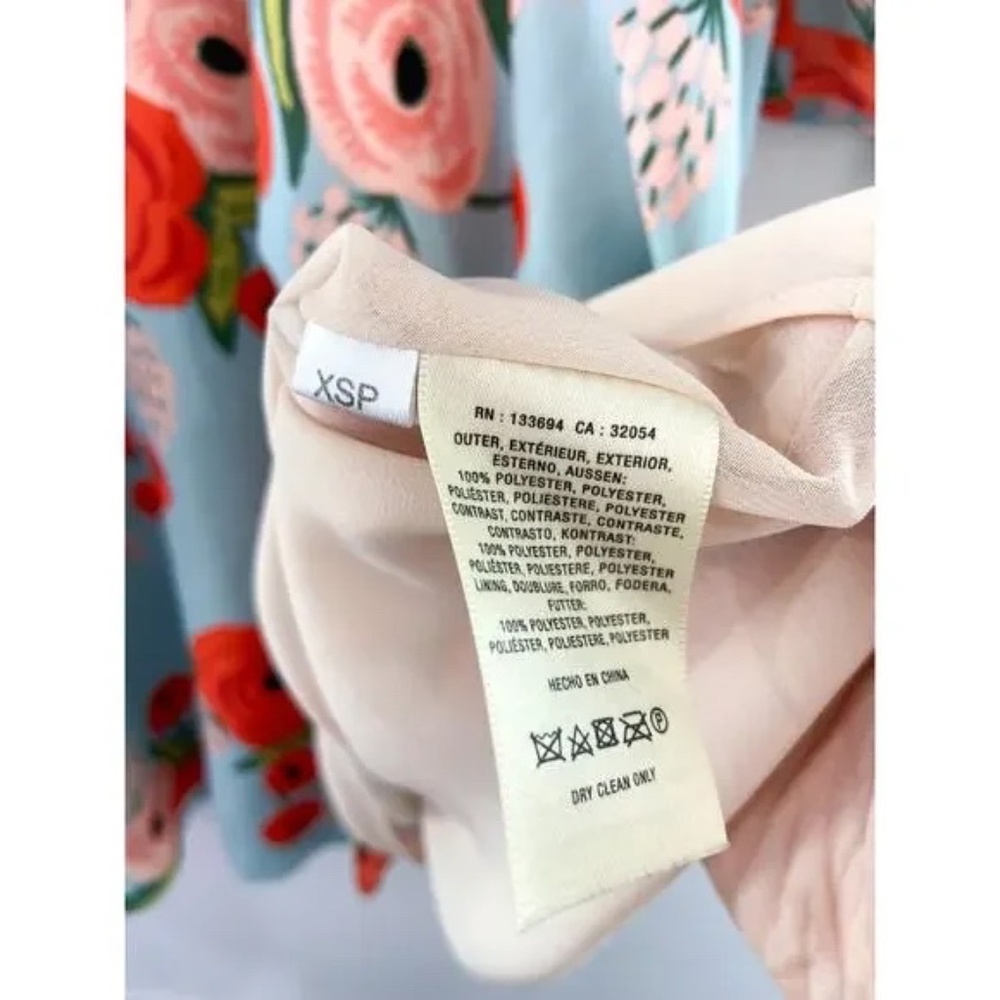 XSP
RN : 133694 CA : 32054
OUTER, EXTÉRIEUR, EXTERIOR,
ESTERNO, AUSSEN:
100% POLYESTER, POLYESTER,
POLIÉSTER, POLIESTERE, POLYESTER
CONTRAST, CONTRASTE, CONTRASTE,
CONTRASTO, KONTRAST:
100% POLYESTER, POLYESTER,
POLIÉSTER, POLIESTERE, POLYESTER
LINING, DOUBLURE, FORRO, FODERA,
FUTTER:
100% POLYESTER, POLYESTER,
POLIÉSTER, POLIESTERE, POLYESTER
HECHO EN CHINA
P
DRY CLEAN ONLY